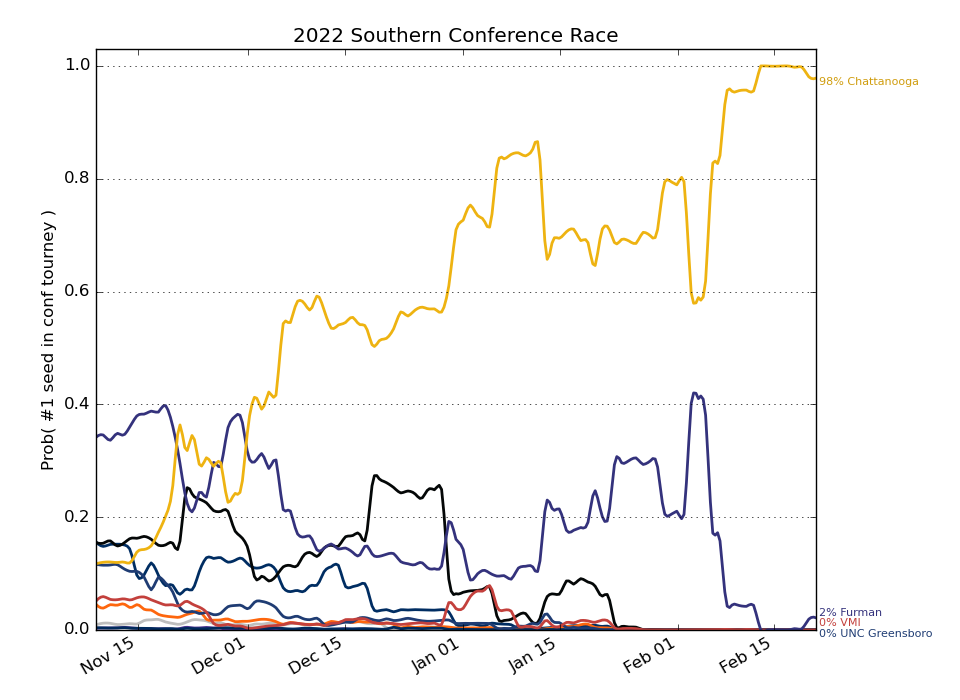 2022 Southern Conference Race
Prob( #1 seed in conf tourney )
1.0
0.8
0.6
0.4
0.2
0.0
Nov 15
Dec 01
Dec 15
Jan 01
Jan 15
Feb 01
Feb 15
98% Chattanooga
2% Furman
0% VMI
0% UNC Greensboro